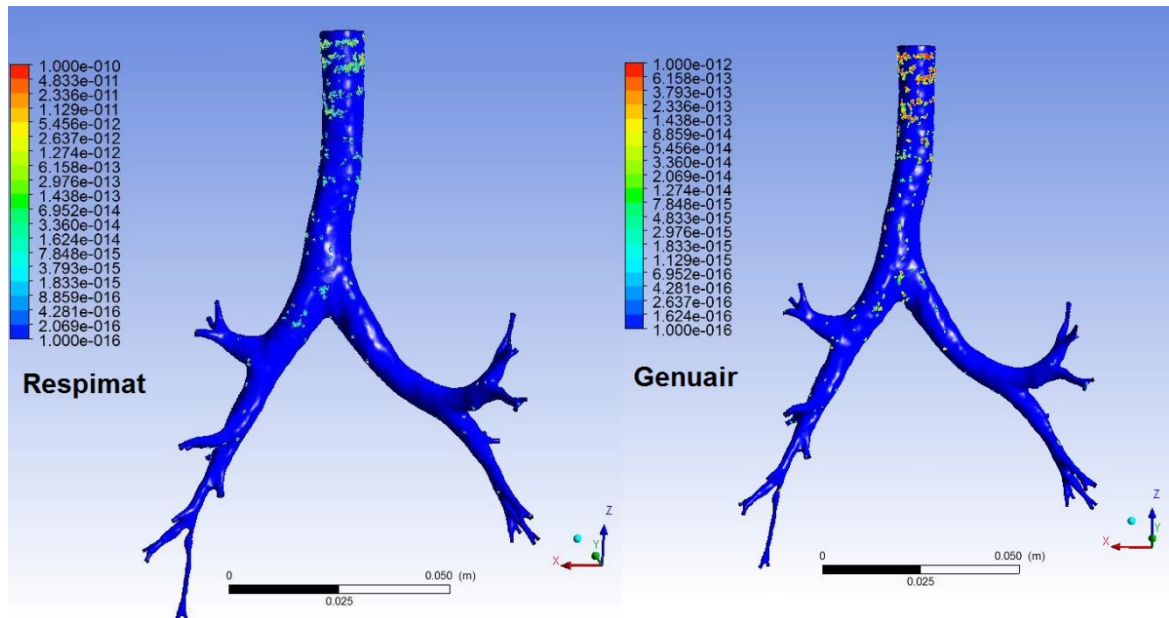 1.000e-010
4.833e-011
2.336e-011
1.129e-011
5.456e-012
2.637e-012
1.274e-012
6.158e-013
2.976e-013
1.438e-013
6.952e-014
3.360e-014
1.624e-014
7.848e-015
3.793e-015
1.833e-015
8.859e-016
4.281e-016
2.069e-016
1.000e-016
Respimat
0 0.050 (m)
0.025
Z
Y
X
1.000e-012
6.158e-013
3.793e-013
2.336e-013
1.438e-013
8.859e-014
5.456e-014
3.360e-014
2.069e-014
1.274e-014
7.848e-015
4.833e-015
2.976e-015
1.833e-015
1.129e-015
6.952e-016
4.281e-016
2.637e-016
1.624e-016
1.000e-016
Genuair
0 0.050 (m)
0.025
Z
Y
X